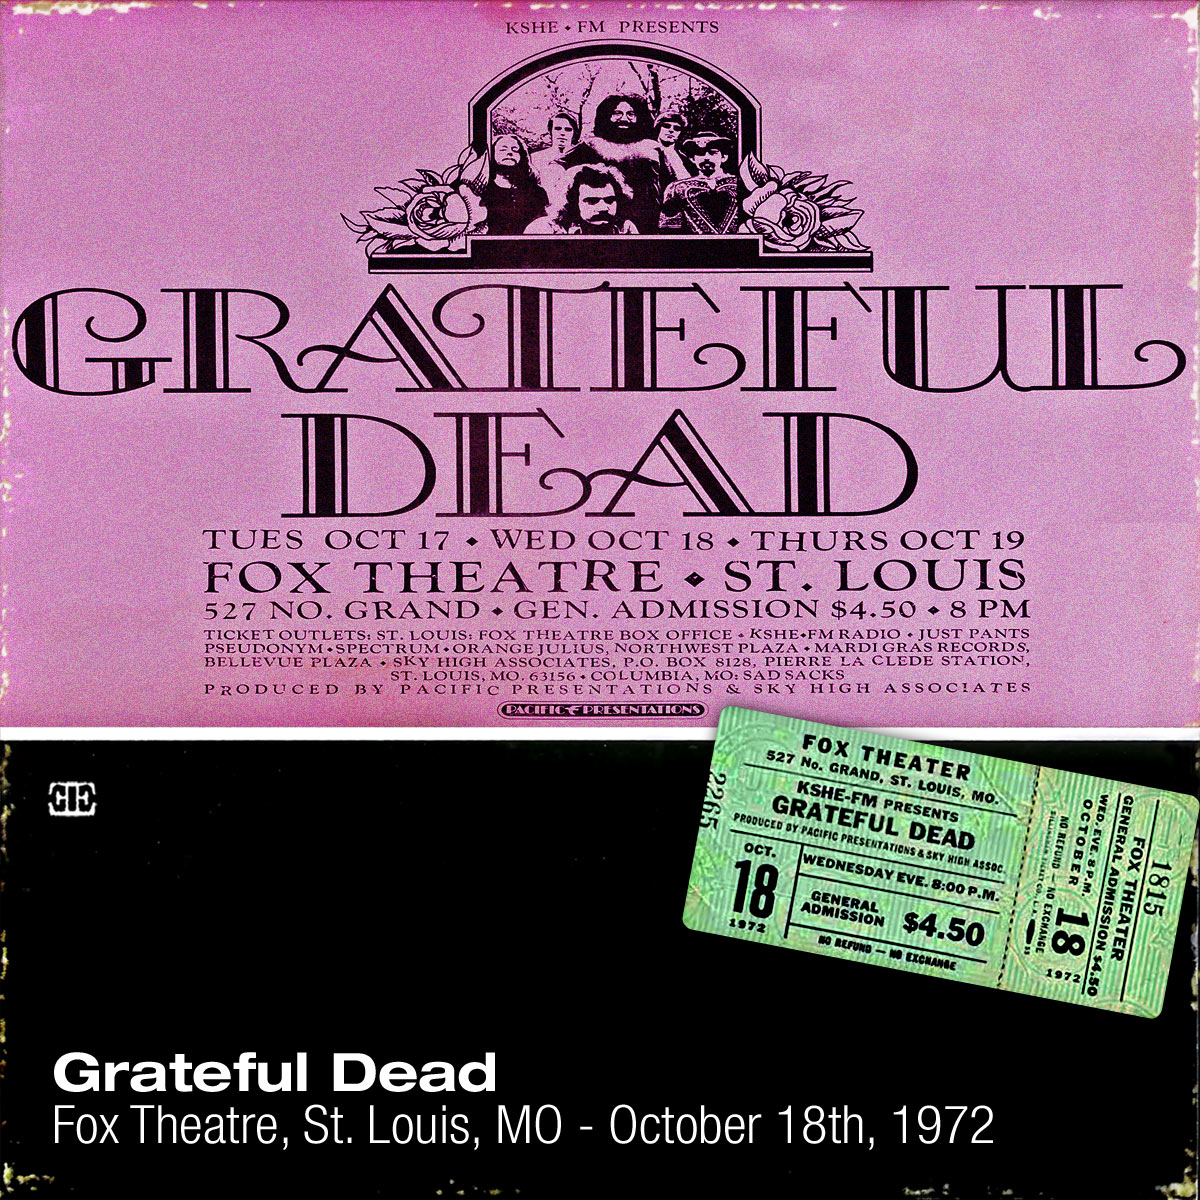 KSHE • FM PRESENTS
GRATEFUL
DEAD
TUES OCT 17 • WED OCT 18 • THURS OCT 19
FOX THEATRE • ST. LOUIS
527 NO. GRAND • GEN. ADMISSION $4.50 • 8 PM
TICKET OUTLETS: ST. LOUIS: FOX THEATRE BOX OFFICE • KSHE•FM RADIO • JUST PANTS
PSEUDONYM • SPECTRUM • ORANGE JULIUS, NORTHWEST PLAZA • MARDI GRAS RECORDS,
BELLEVUE PLAZA • SKY HIGH ASSOCIATES, P.O. BOX 8128, PIERRE LA CLEDE STATION,
ST. LOUIS, MO. 63156 • COLUMBIA, MO: SAD SACKS
PRODUCED BY PACIFIC PRESENTATIONS & SKY HIGH ASSOCIATES
PACIFIC PRESENTATIONS
2265
FOX THEATER
527 No. GRAND, ST. LOUIS, MO.
KSHE-FM PRESENTS
GRATEFUL DEAD
PRODUCED BY PACIFIC PRESENTATIONS & SKY HIGH ASSOC.
OCT.
18
1972
WEDNESDAY EVE. 8:00 P.M.
GENERAL
ADMISSION
$4.50
NO REFUND — NO EXCHANGE
1815
FOX THEATER
GENERAL ADMISSION $4.50
WED. EVE. 8 P.M.
OCTOBER 18
1972
NO REFUND — NO EXCHANGE
Grateful Dead
Fox Theatre, St. Louis, MO - October 18th, 1972